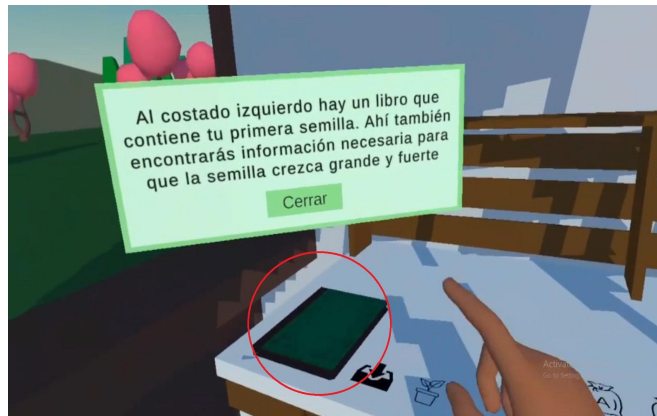 Al costado izquierdo hay un libro que
contiene tu primera semilla. Ahí también
encontrarás información necesaria para
que la semilla crezca grande y fuerte
Cerrar